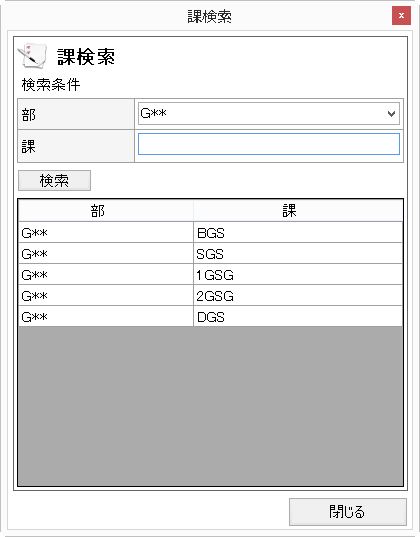 課検索
課検索
検索条件
部 G**
課
検索
部 課
G** BGS
G** SGS
G** 1GSG
G** 2GSG
G** DGS
閉じる